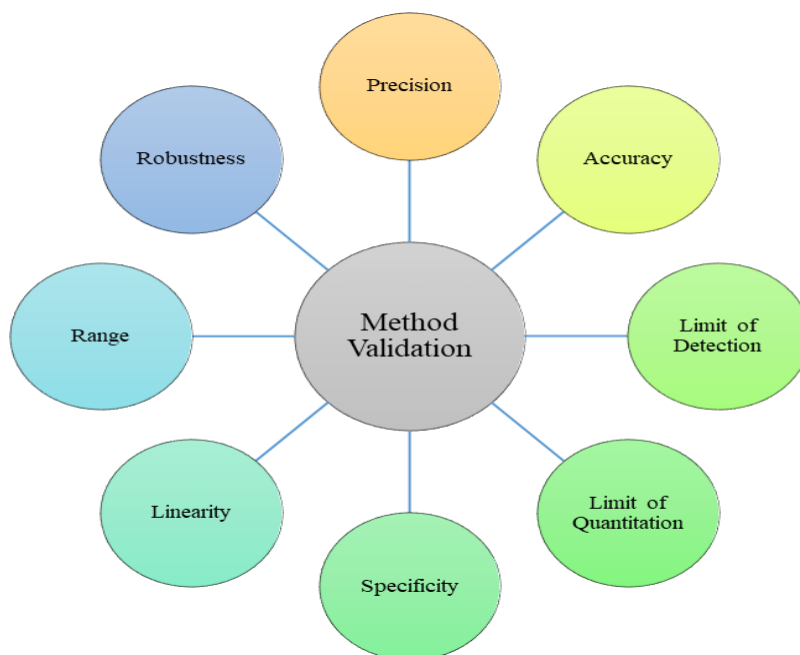 Precision
Robustness
Accuracy
Method
Validation
Range
Limit of
Detection
Linearity
Limit of
Quantitation
Specificity